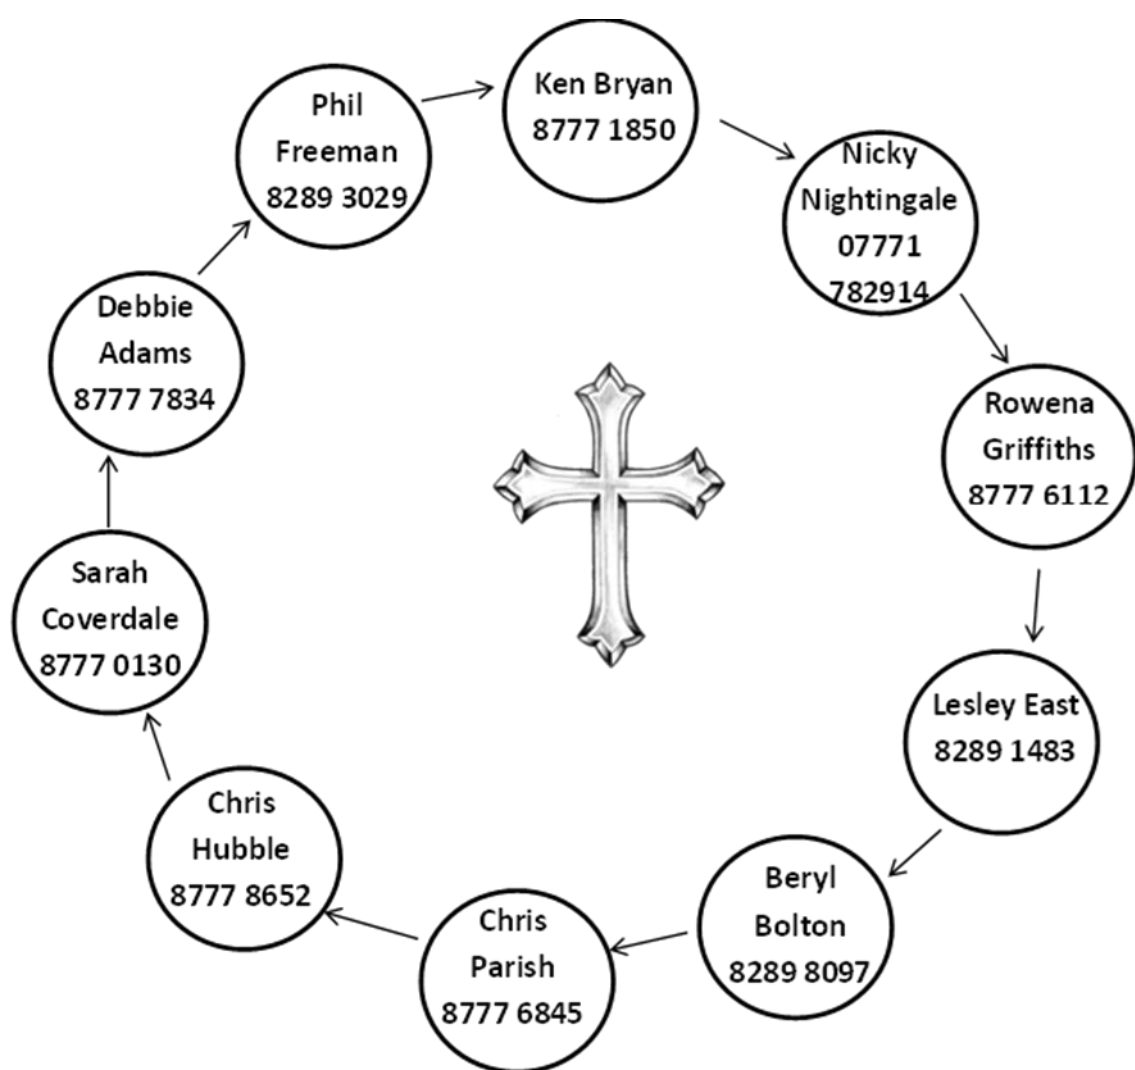 Ken Bryan
8777 1850
Nicky
Nightingale
07771
782914
Rowena
Griffiths
8777 6112
Lesley East
8289 1483
Beryl
Bolton
8289 8097
Chris
Parish
8777 6845
Chris
Hubble
8777 8652
Sarah
Coverdale
8777 0130
Debbie
Adams
8777 7834
Phil
Freeman
8289 3029